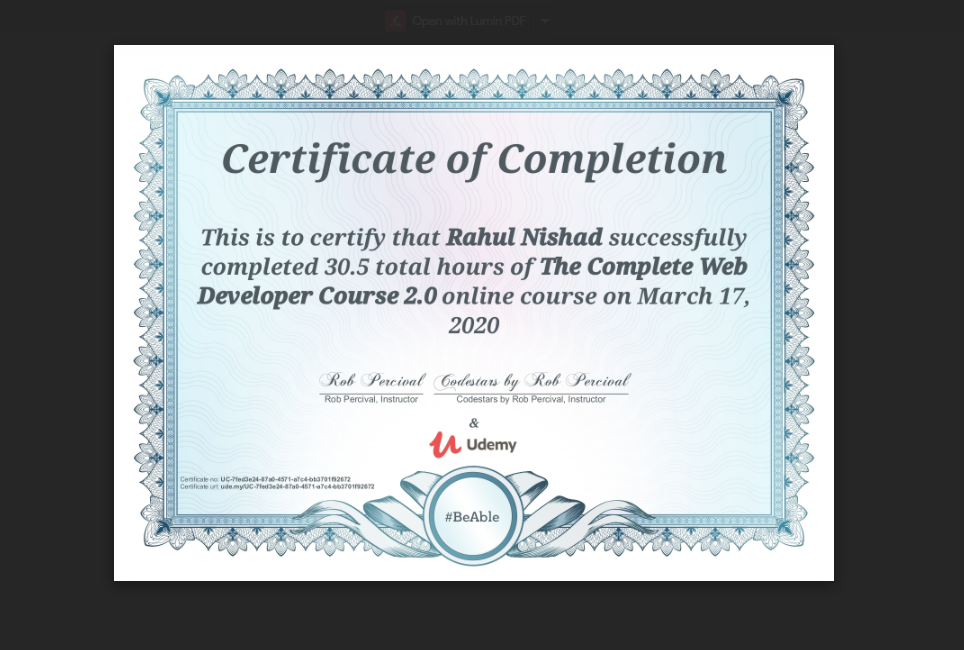 Open with Lumin PDF
Certificate of Completion
This is to certify that Rahul Nishad successfully
completed 30.5 total hours of The Complete Web
Developer Course 2.0 online course on March 17,
2020
Rob Percival Codestars by Rob Percival
Rob Percival, Instructor Codestars by Rob Percival, Instructor
&
Udemy
Certificate no: UC-7fed3e24-87a0-4571-a7c4-bb3701f92672
Certificate url: ude.my/UC-7fed3e24-87a0-4571-a7c4-bb3701f92672
#BeAble